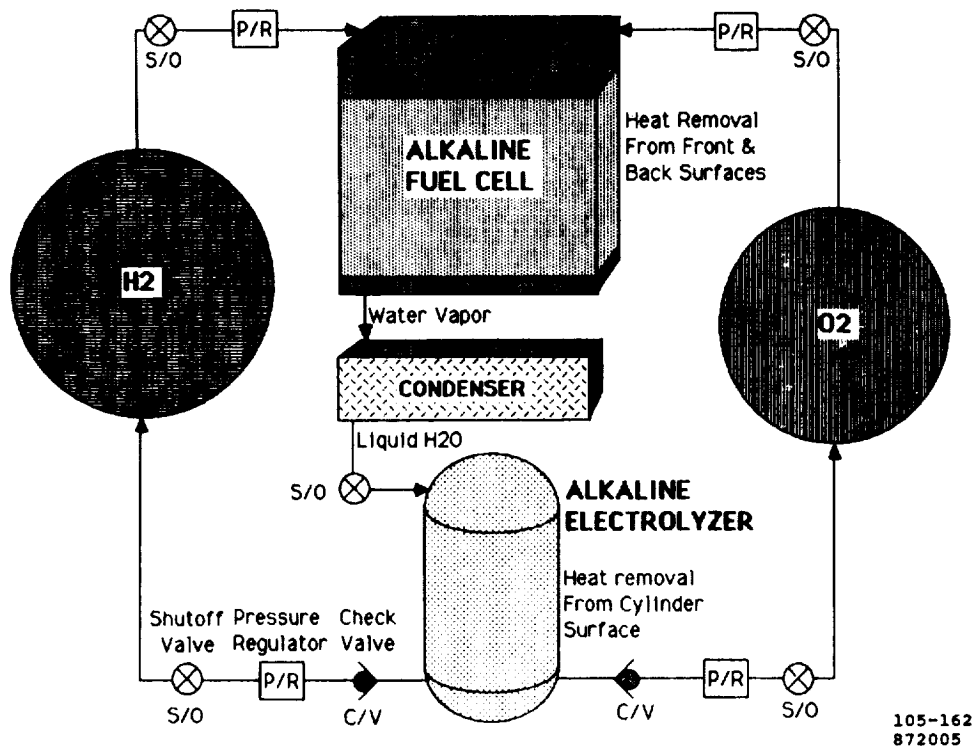 P/R
P/R
S/O
S/O
ALKALINE
FUEL CELL
Heat Removal
From Front &
Back Surfaces
H2
O2
Water Vapor
CONDENSER
Liquid H2O
S/O
ALKALINE
ELECTROLYZER
Heat removal
From Cylinder
Surface
Shutoff
Valve
Pressure
Regulator
Check
Valve
P/R
P/R
S/O
C/V
C/V
S/O
105-162
872005